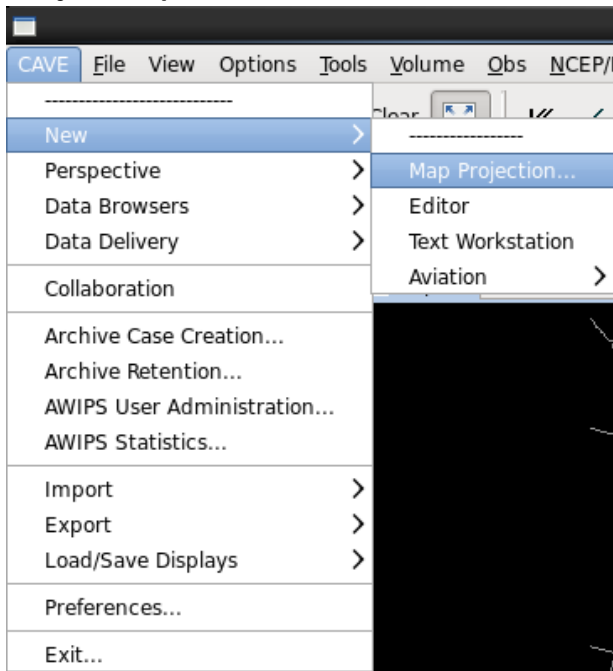 CAVE File View Options Tools Volume Obs NCEP/
Clear
New
Map Projection...
Perspective
Editor
Data Browsers
Text Workstation
Data Delivery
Aviation
Collaboration
Archive Case Creation...
Archive Retention...
AWIPS User Administration...
AWIPS Statistics...
Import
Export
Load/Save Displays
Preferences...
Exit...